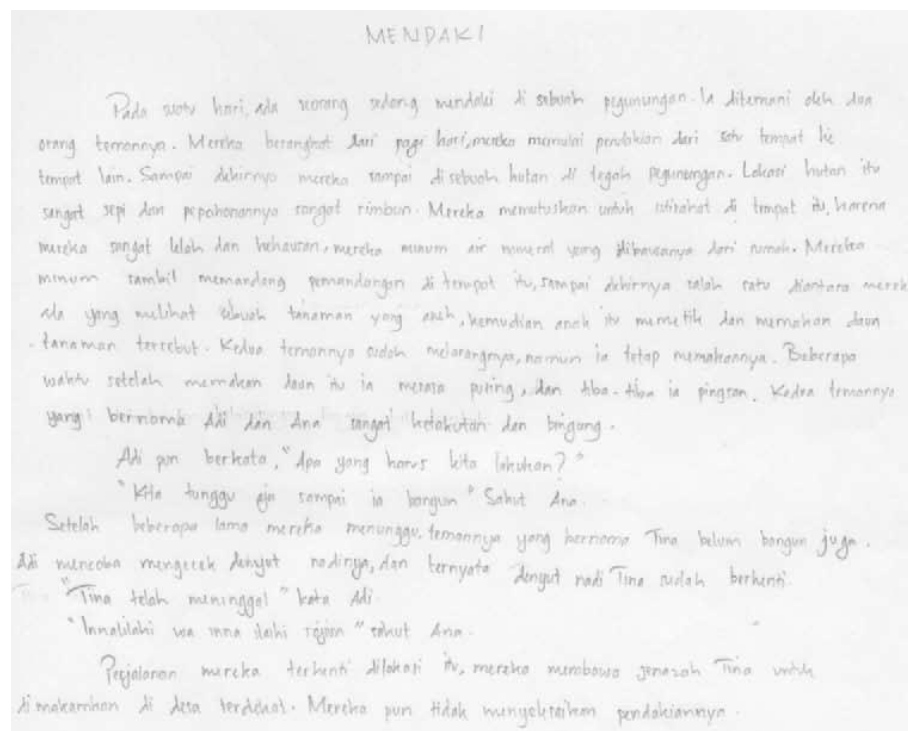 MENDAKI
Pada suatu hari, ada seorang sedang mendaki di sebuah pegunungan. Ia ditemani oleh dua
orang temannya. Mereka berangkat dari pagi hari, mereka memulai pendakian dari satu tempat ke
tempat lain. Sampai akhirnya mereka sampai disebuah hutan di tegah pegunungan. Lokasi hutan itu
sangat sepi dan pepohonannya sangat rimbun. Mereka memutuskan untuk istirahat di tempat itu, karena
mereka sangat lelah dan kehausan, mereka minum air mineral yang dibawanya dari rumah. Mereka
minum sambil memandang pemandangan di tempat itu, sampai akhirnya salah satu diantara merek
ada yang melihat sebuah tanaman yang aneh, kemudian anak itu memetik dan memakan daun
tanaman tersebut. Kedua temannya sudah melarangnya, namun ia tetap memakannya. Beberapa
waktu setelah memakan daun itu ia merasa pusing, dan tiba-tiba ia pingsan. Kedua temannya
yang bernama Adi dan Ana sangat ketakutan dan bingung.
Adi pun berkata, "Apa yang harus kita lakukan?"
"Kita tunggu aja sampai ia bangun" Sahut Ana.
Setelah beberapa lama mereka menunggu, temannya yang bernama Tina belum bangun juga.
Adi mencoba mengecek denyut nadinya, dan ternyata denyut nadi Tina sudah berhenti.
"Tina telah meninggal" kata Adi
"Innalilahi wa inna ilaihi rojiun" sahut Ana.
Perjalanan mereka terhenti dilokasi itu, mereka membawa jenazah Tina untuk
di makamkan di desa terdekat. Mereka pun tidak menyelesaikan pendakiannya.